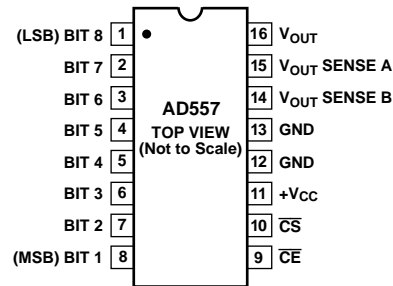 (LSB) BIT 8 1 16 VOUT
BIT 7 2 15 VOUT SENSE A
BIT 6 3 14 VOUT SENSE B
AD557
BIT 5 4 13 GND
TOP VIEW
(Not to Scale)
BIT 4 5 12 GND
BIT 3 6 11 +VCC
BIT 2 7 10 C̅S̅
(MSB) BIT 1 8 9 C̅E̅